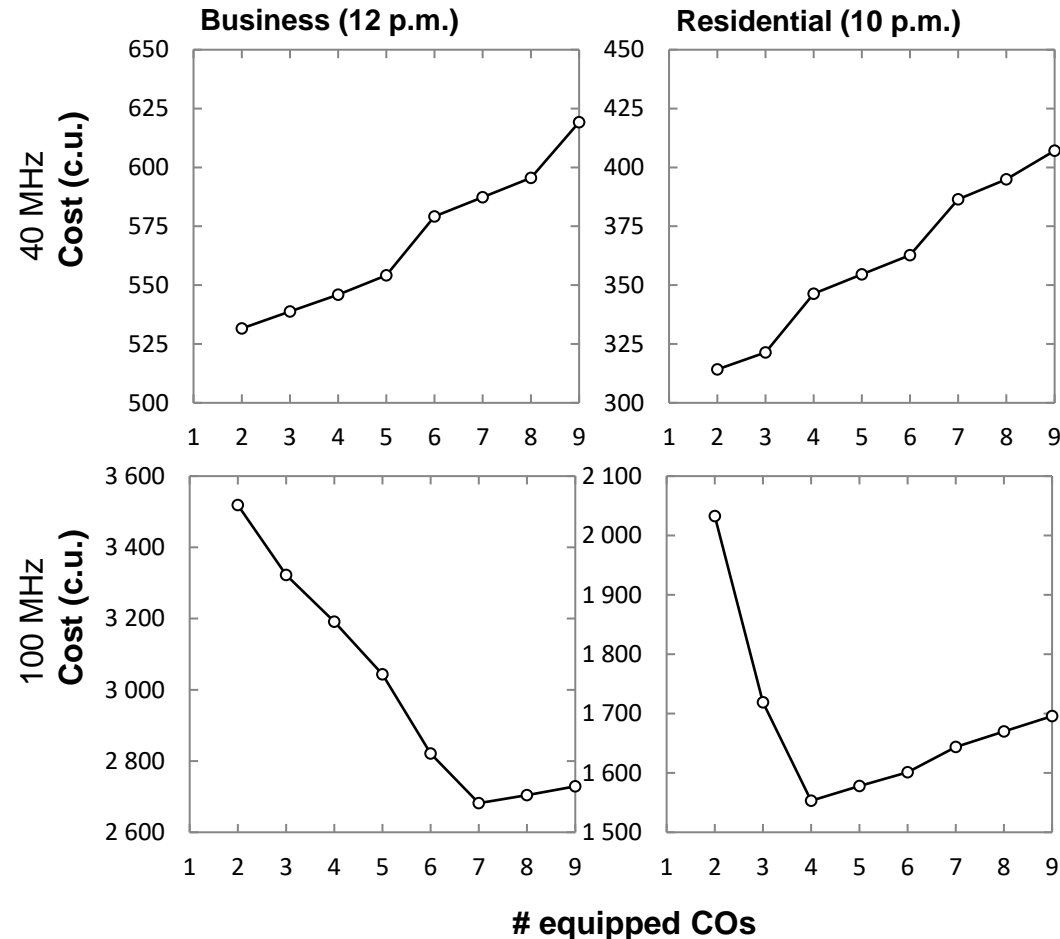 Business (12 p.m.)
Residential (10 p.m.)
40 MHz
Cost (c.u.)
650
625
600
575
550
525
500
1 2 3 4 5 6 7 8 9
450
425
400
375
350
325
300
1 2 3 4 5 6 7 8 9
100 MHz
Cost (c.u.)
3 600
3 400
3 200
3 000
2 800
2 600
1 2 3 4 5 6 7 8 9
2 100
2 000
1 900
1 800
1 700
1 600
1 500
1 2 3 4 5 6 7 8 9
# equipped COs